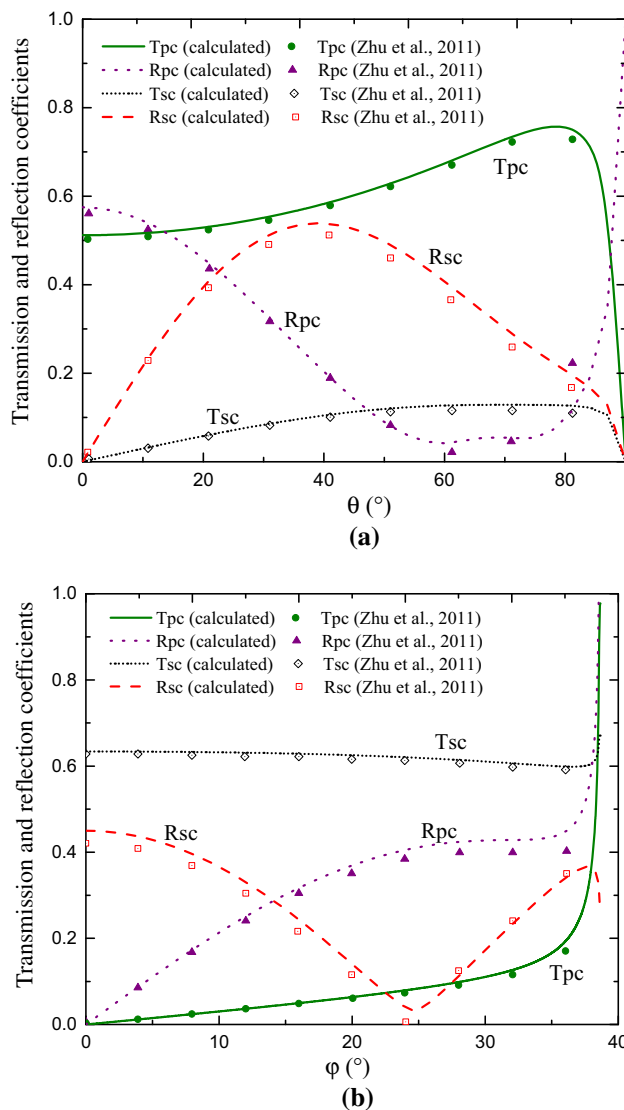 Transmission and reflection coefficients
1.0
0.8
0.6
0.4
0.2
0.0
Tpc (calculated) Tpc (Zhu et al., 2011)
Rpc (calculated) Rpc (Zhu et al., 2011)
Tsc (calculated) Tsc (Zhu et al., 2011)
Rsc (calculated) Rsc (Zhu et al., 2011)
Tpc
Rsc
Rpc
Tsc
0 20 40 60 80
θ (°)
(a)
Transmission and reflection coefficients
1.0
0.8
0.6
0.4
0.2
0.0
Tpc (calculated) Tpc (Zhu et al., 2011)
Rpc (calculated) Rpc (Zhu et al., 2011)
Tsc (calculated) Tsc (Zhu et al., 2011)
Rsc (calculated) Rsc (Zhu et al., 2011)
Tsc
Rsc
Rpc
Tpc
0 10 20 30 40
φ (°)
(b)